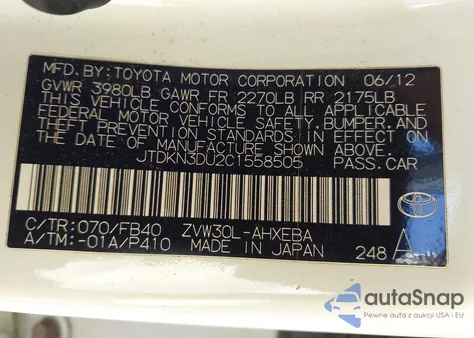 MFD.BY:TOYOTA MOTOR CORPORATION 06/12
GVWR 3980LB GAWR FR 2270LB RR 2175LB
THIS VEHICLE CONFORMS TO ALL APPLICABLE
FEDERAL MOTOR VEHICLE SAFETY,BUMPER,AND
THEFT PREVENTION STANDARDS IN EFFECT ON
THE DATE OF MANUFACTURE SHOWN ABOVE.
JTDKN3DU2C1558505 PASS.CAR
C/TR:070/FB40 ZVW30L-AHXEBA
A/TM:-01A/P410 MADE IN JAPAN 248 A
TOYOTA
autoSnap
Pewne auta z aukcji USA i EU